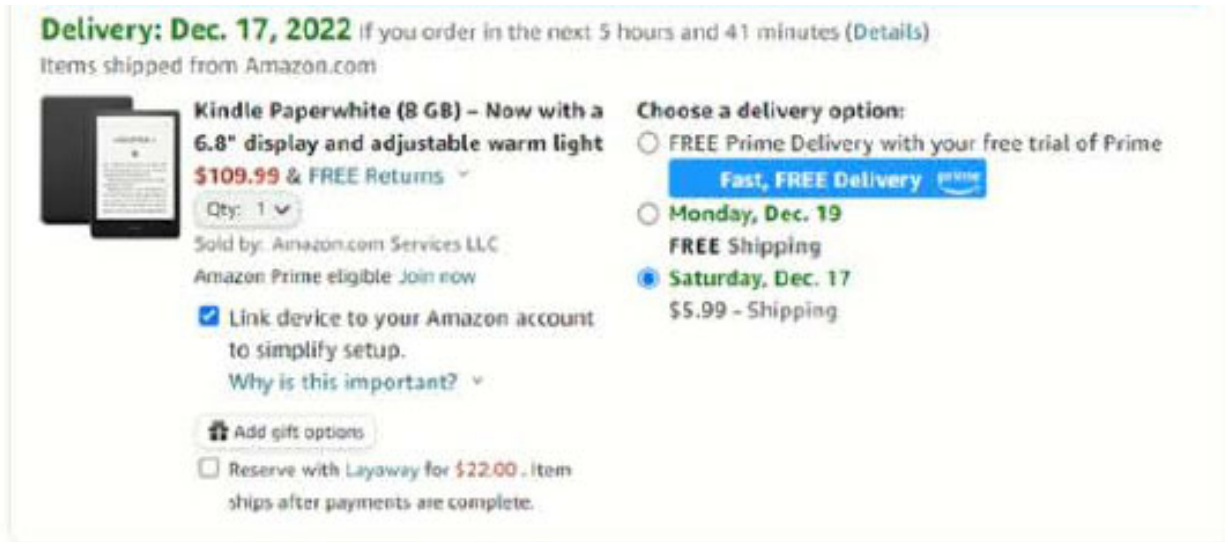 Delivery: Dec. 17, 2022 If you order in the next 5 hours and 41 minutes (Details)
Items shipped from Amazon.com
Kindle Paperwhite (8 GB) – Now with a
6.8" display and adjustable warm light
$109.99 & FREE Returns
Qty: 1
Sold by: Amazon.com Services LLC
Amazon Prime eligible Join now
Link device to your Amazon account
to simplify setup.
Why is this important?
Add gift options
Reserve with Layaway for $22.00 . Item
ships after payments are complete.
Choose a delivery option:
FREE Prime Delivery with your free trial of Prime
Fast, FREE Delivery prime
Monday, Dec. 19
FREE Shipping
Saturday, Dec. 17
$5.99 – Shipping